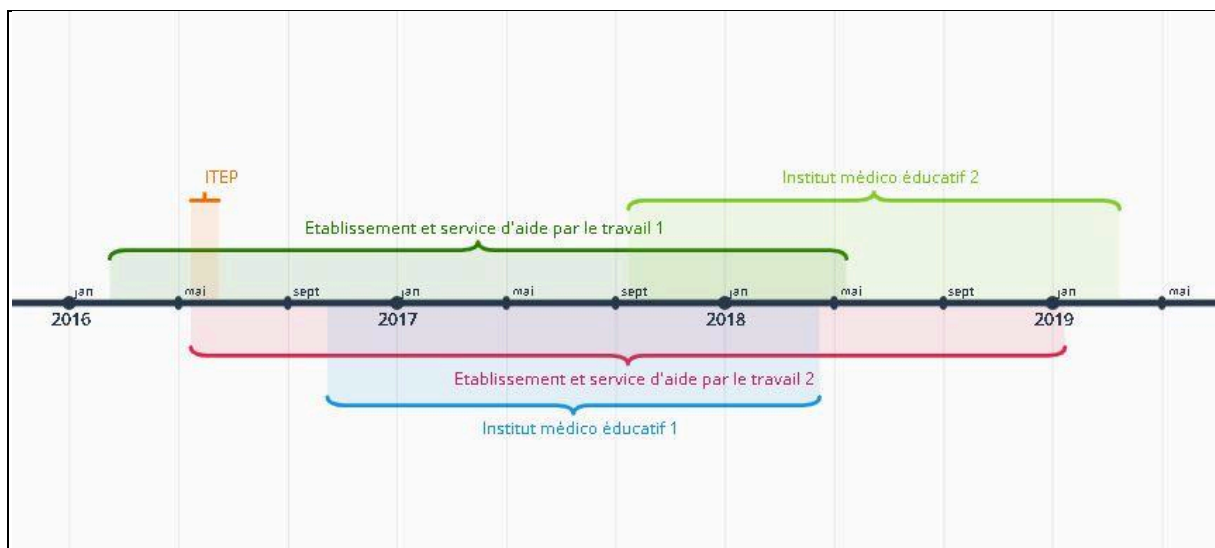 ITEP
Institut médico éducatif 2
Etablissement et service d'aide par le travail 1
jan mai sept jan mai sept jan mai sept jan mai
2016 2017 2018 2019
Etablissement et service d'aide par le travail 2
Institut médico éducatif 1